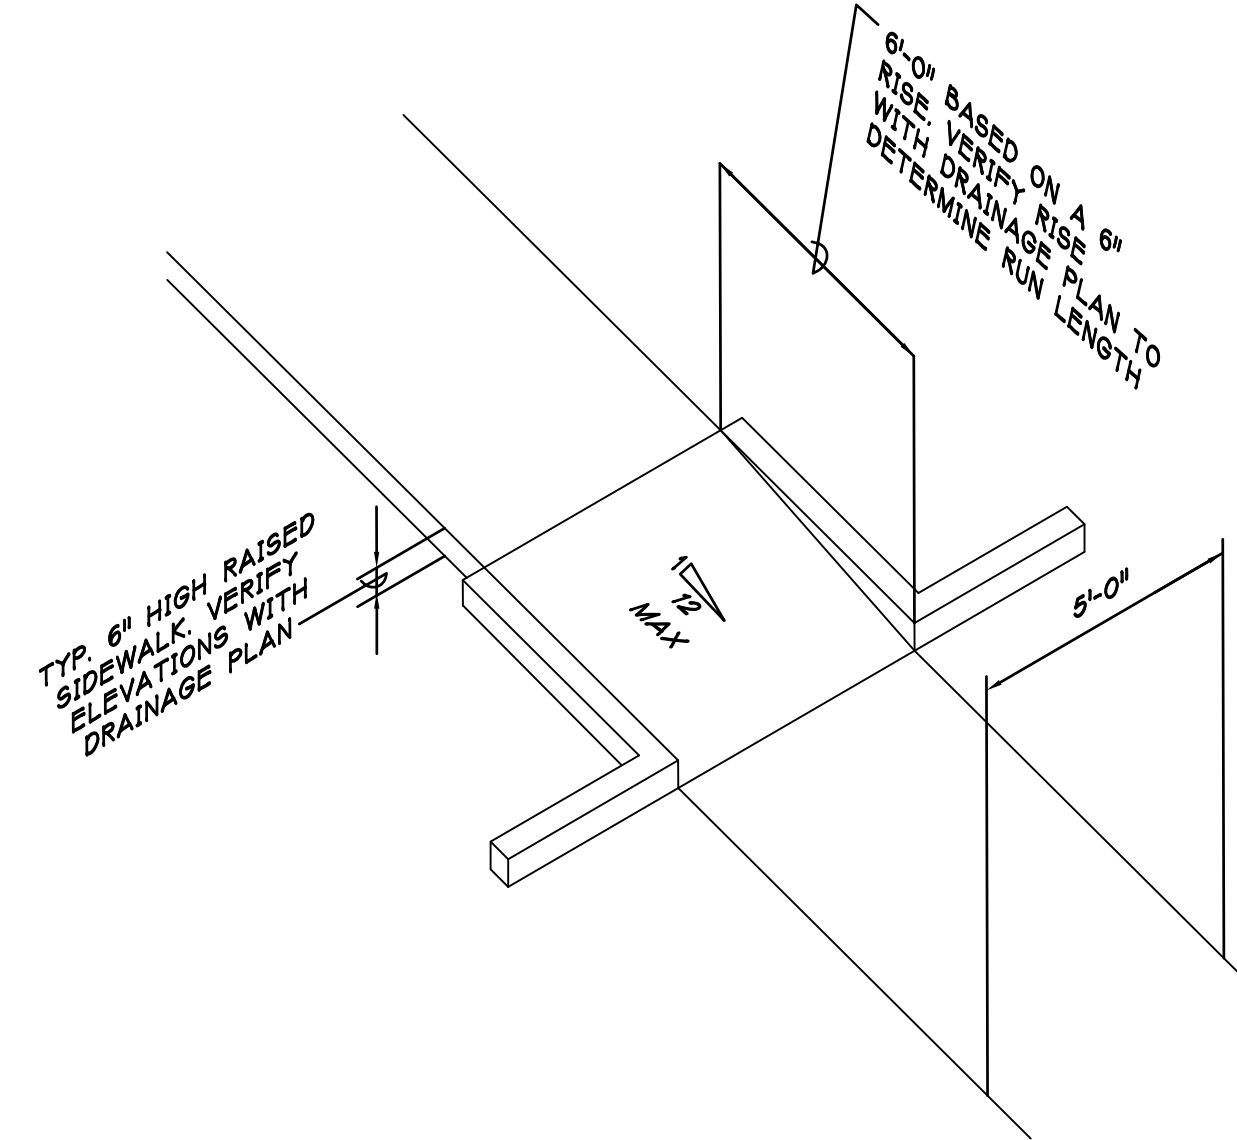 6'-0" BASED ON A 6"
RISE. VERIFY RISE
WITH DRAINAGE PLAN TO
DETERMINE RUN LENGTH
TYP. 6" HIGH RAISED
SIDEWALK. VERIFY
ELEVATIONS WITH
DRAINAGE PLAN
1
12
MAX
5'-0"